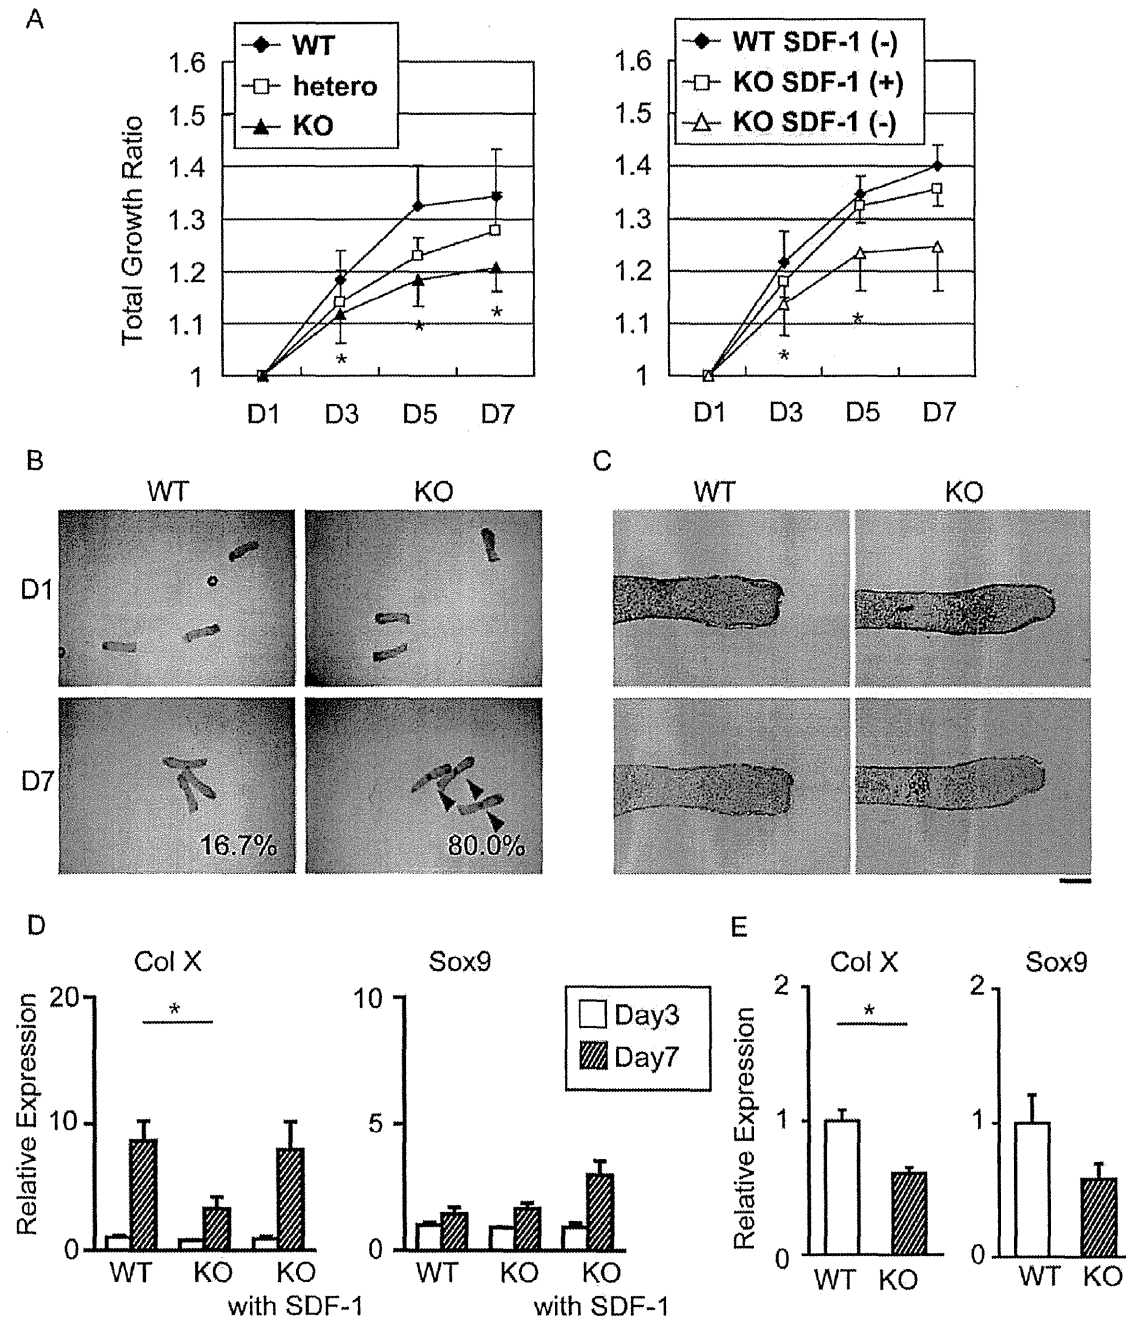 A
WT
hetero
KO
WT SDF-1 (-)
KO SDF-1 (+)
KO SDF-1 (-)
Total Growth Ratio
1.6
1.5
1.4
1.3
1.2
1.1
1
*
*
*
D1 D3 D5 D7
1.6
1.5
1.4
1.3
1.2
1.1
1
*
*
D1 D3 D5 D7
B
WT KO
D1
D7
16.7% 80.0%
C
WT KO
D
Col X
Relative Expression
20
10
0
*
WT KO KO
with SDF-1
Sox9
10
5
0
WT KO KO
with SDF-1
Day3
Day7
E
Col X
Relative Expression
2
1
0
*
WT KO
Sox9
2
1
0
WT KO